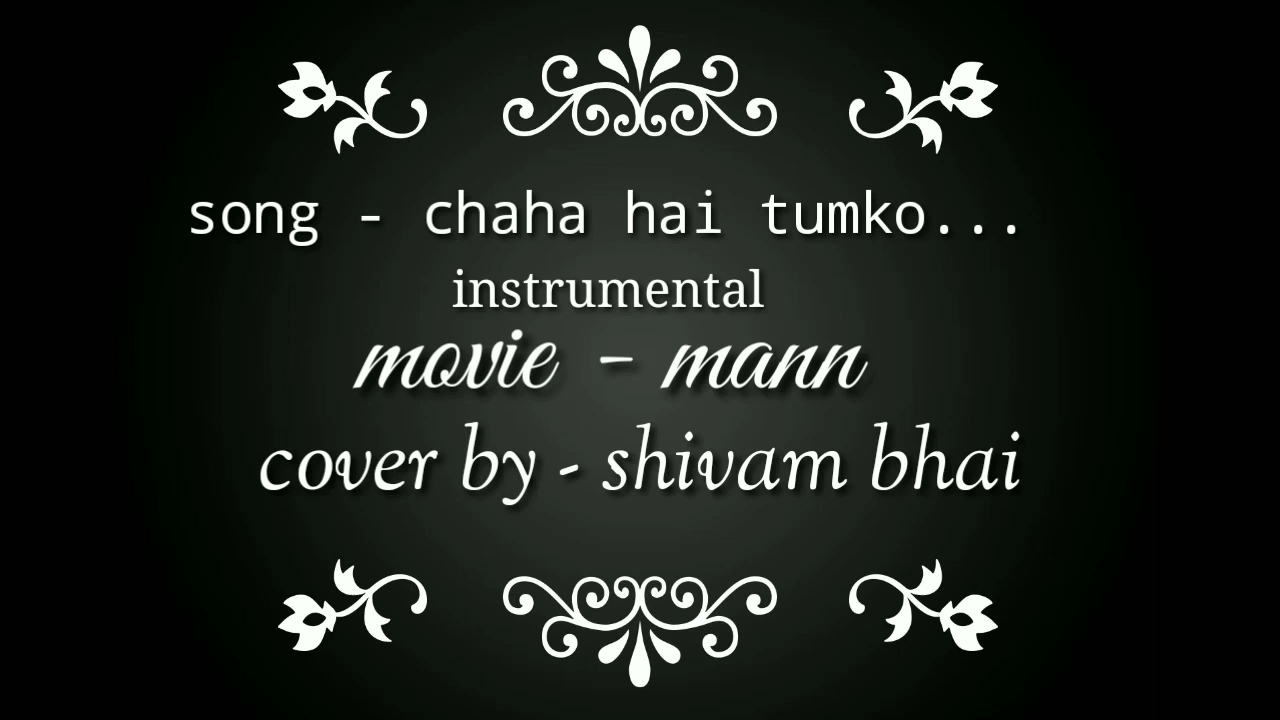 song - chaha hai tumko...
instrumental
movie - mann
cover by - shivam bhai